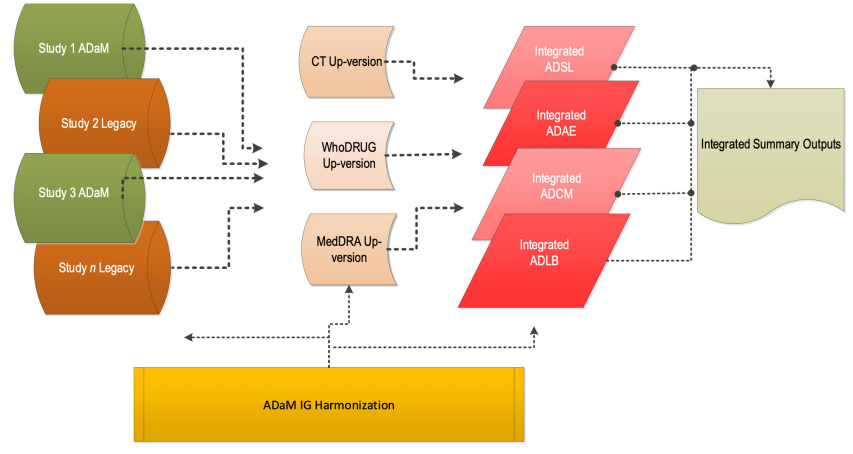 Study 1 ADaM
Study 2 Legacy
Study 3 ADaM
Study n Legacy
CT Up-version
WhoDRUG
Up-version
MedDRA Up-
version
Integrated
ADSL
Integrated
ADAE
Integrated
ADCM
Integrated
ADLB
Integrated Summary Outputs
ADaM IG Harmonization